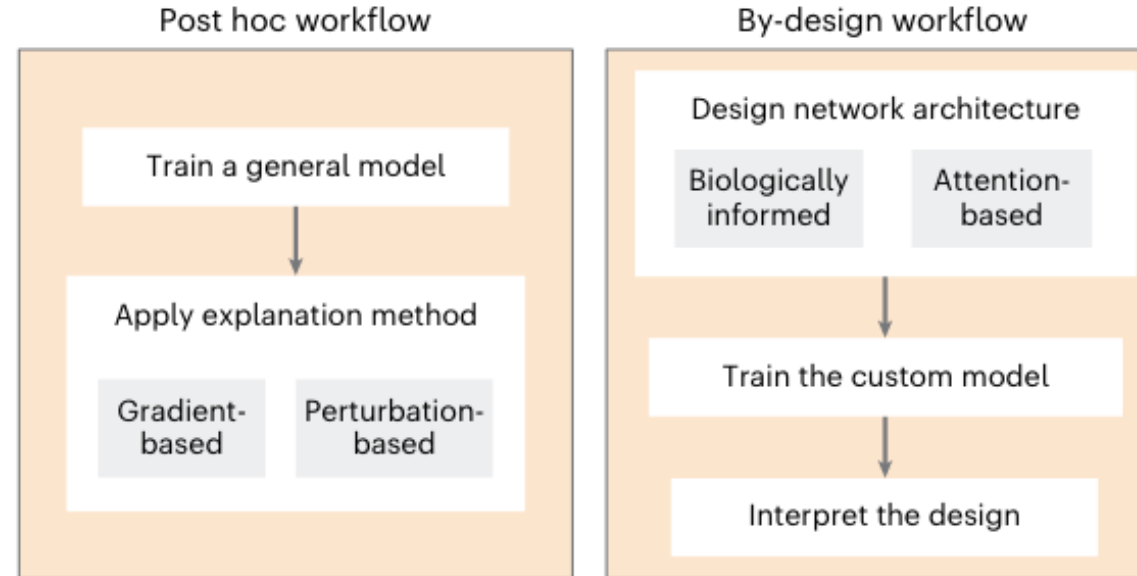 Post hoc workflow
Train a general model
Apply explanation method
Gradient-
based
Perturbation-
based
By-design workflow
Design network architecture
Biologically
informed
Attention-
based
Train the custom model
Interpret the design